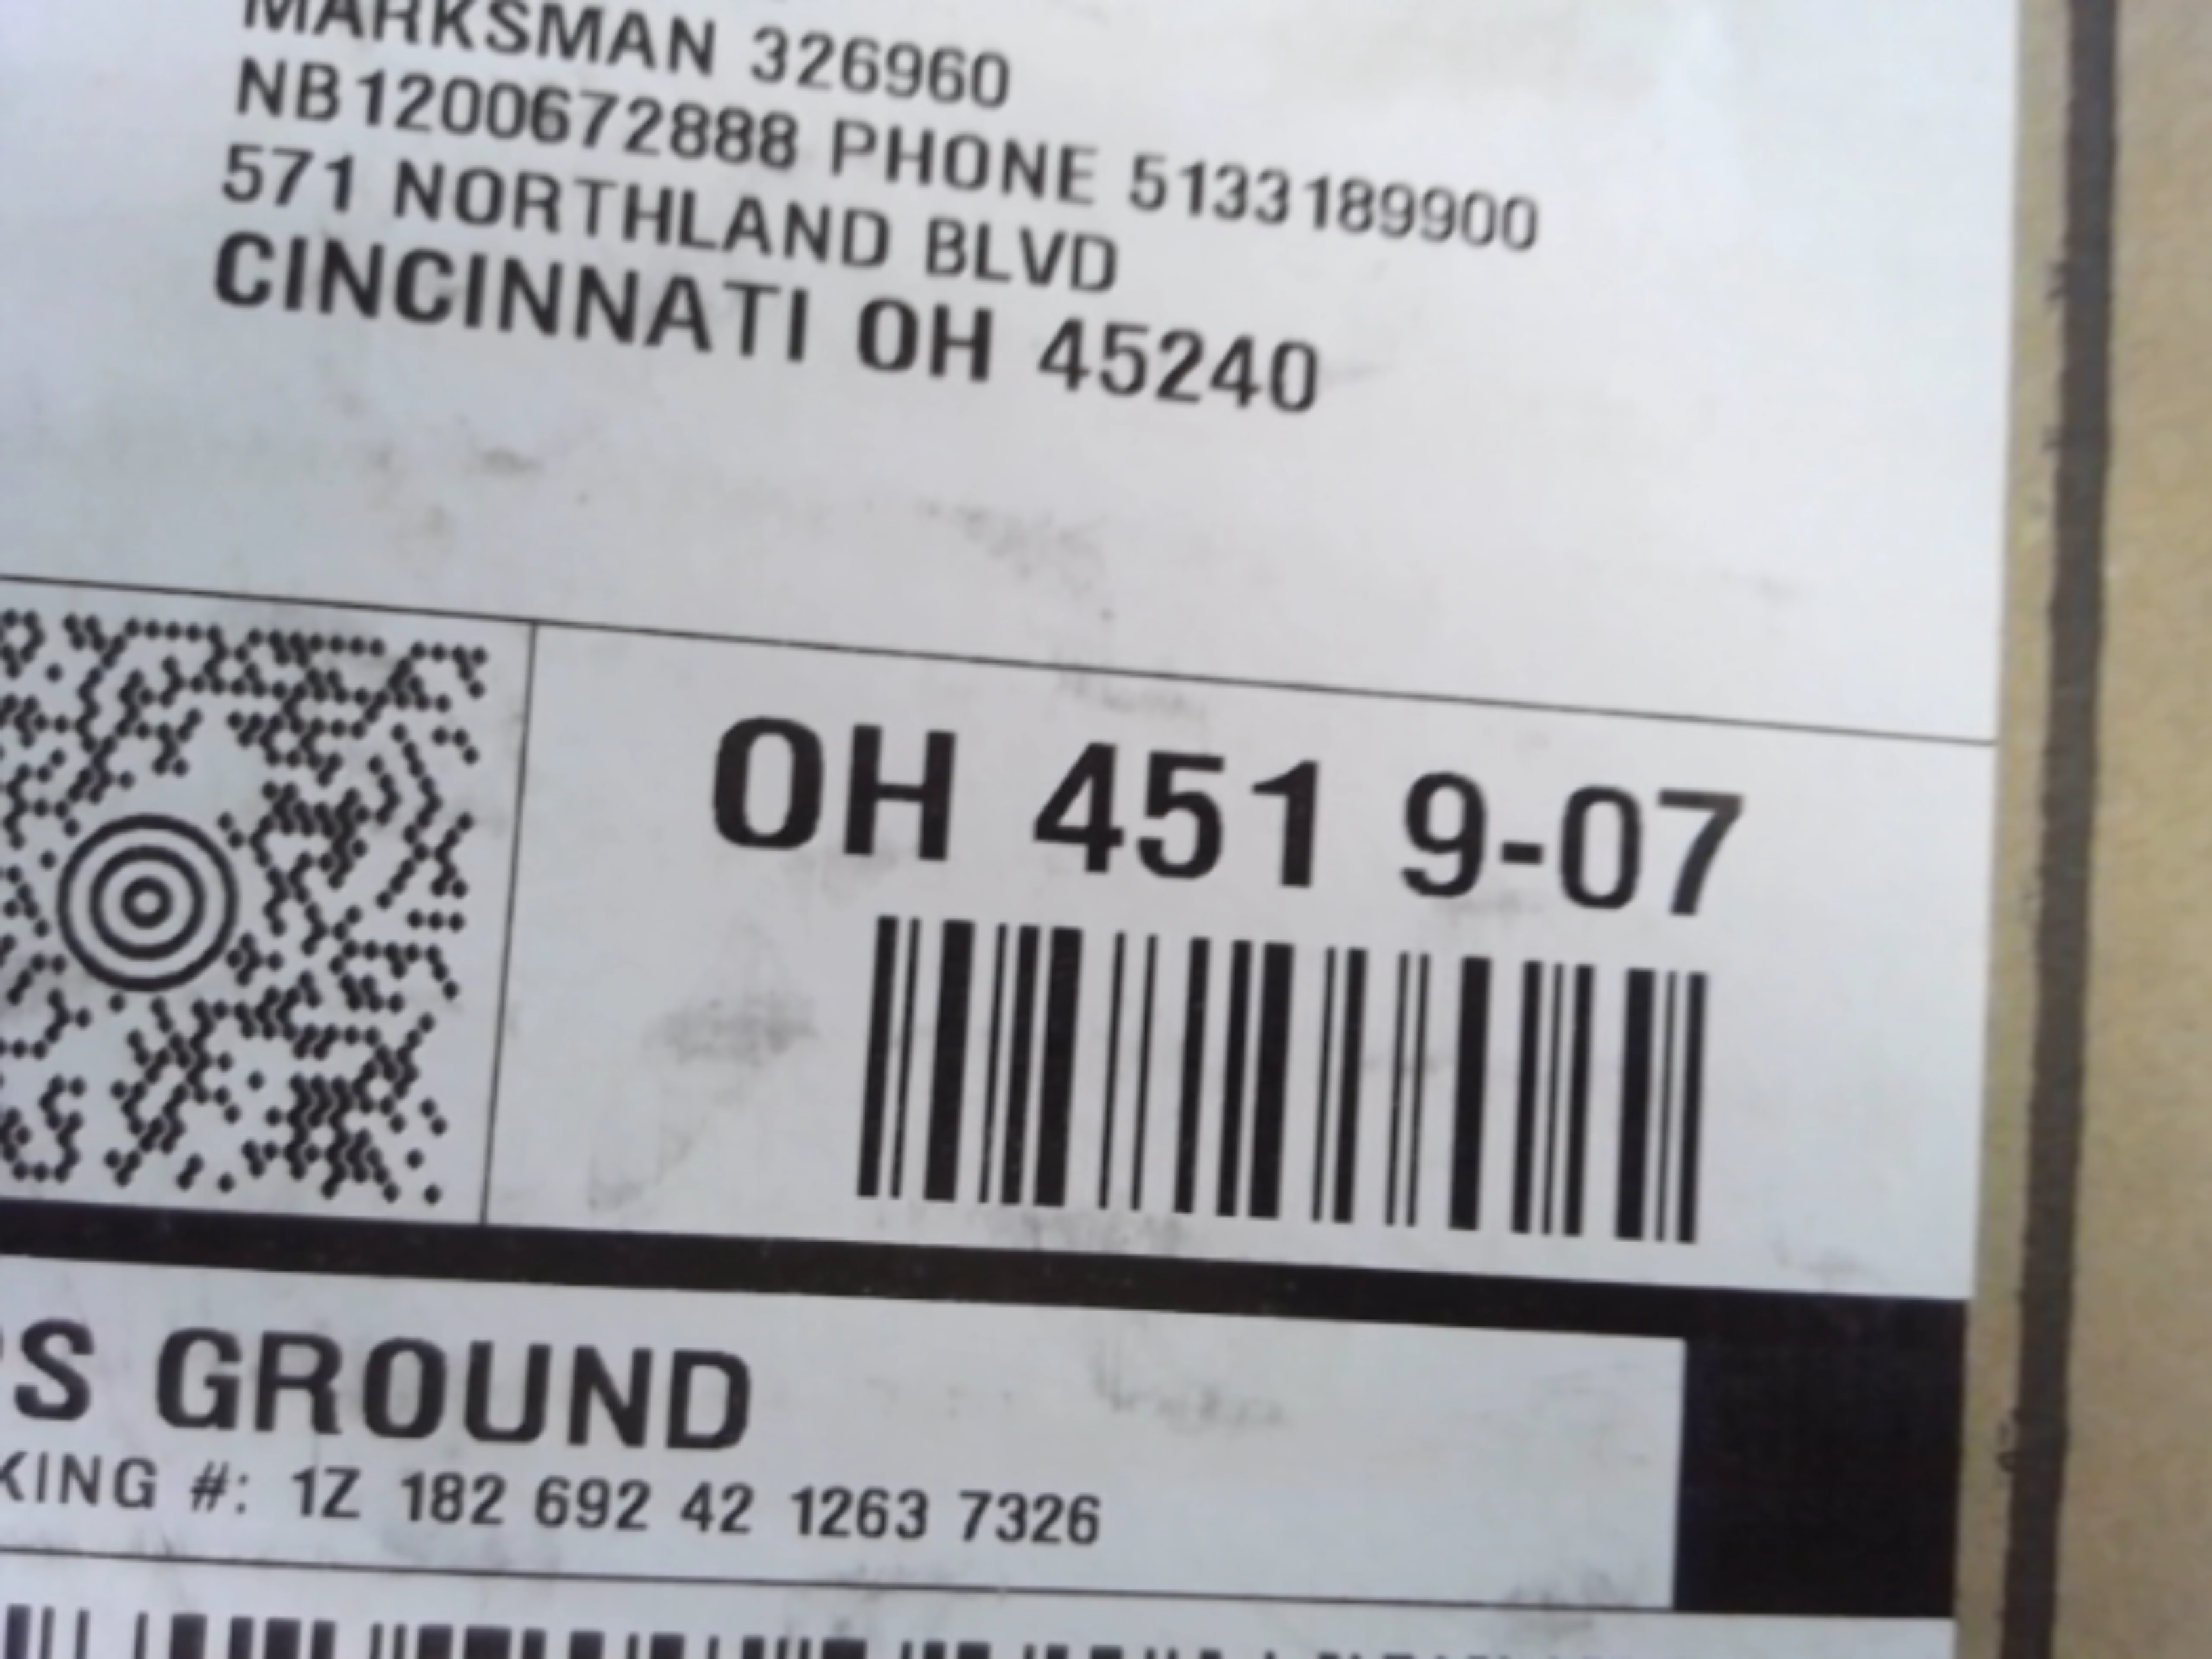 MARKSMAN 326960
NB1200672888 PHONE 5133189900
571 NORTHLAND BLVD
CINCINNATI OH 45240
OH 451 9-07
S GROUND
KING #: 1Z 182 692 42 1263 7326